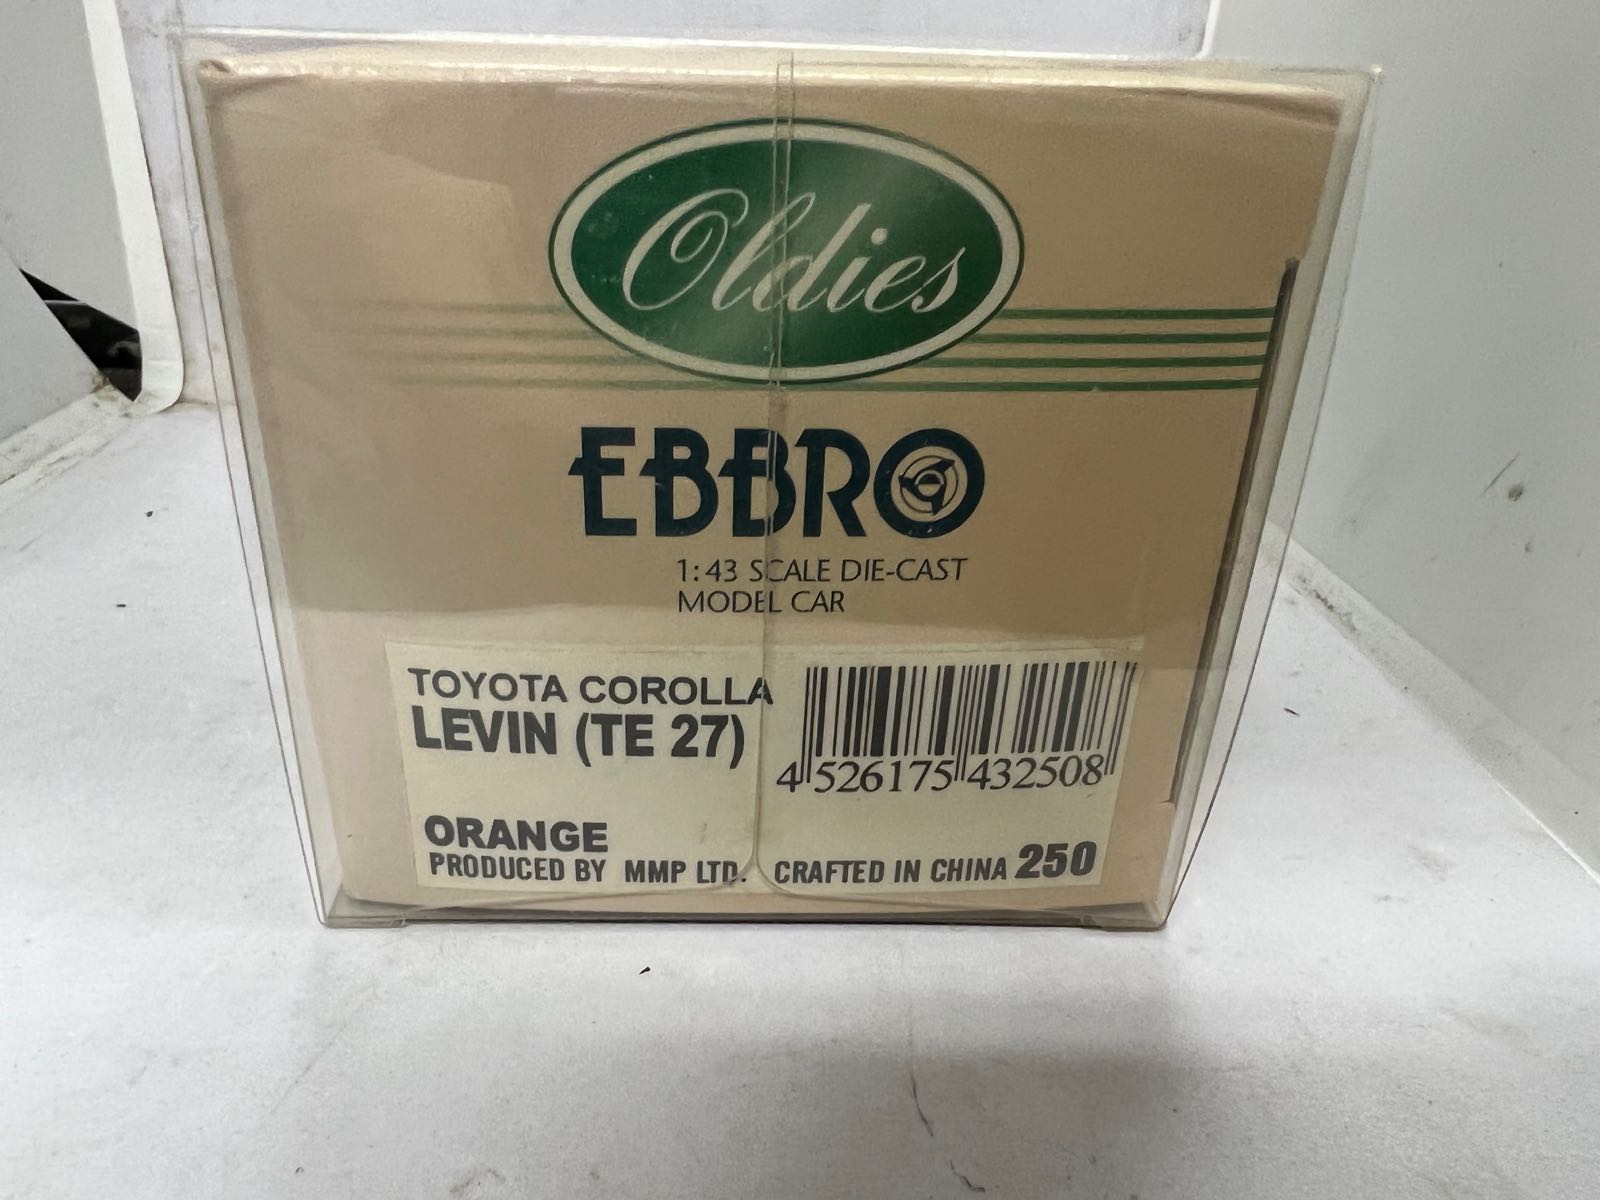 Oldies
EBBRO
1:43 SCALE DIE-CAST
MODEL CAR
TOYOTA COROLLA
LEVIN (TE 27)
4 526175 432508
ORANGE
PRODUCED BY MMP LTD. CRAFTED IN CHINA 250